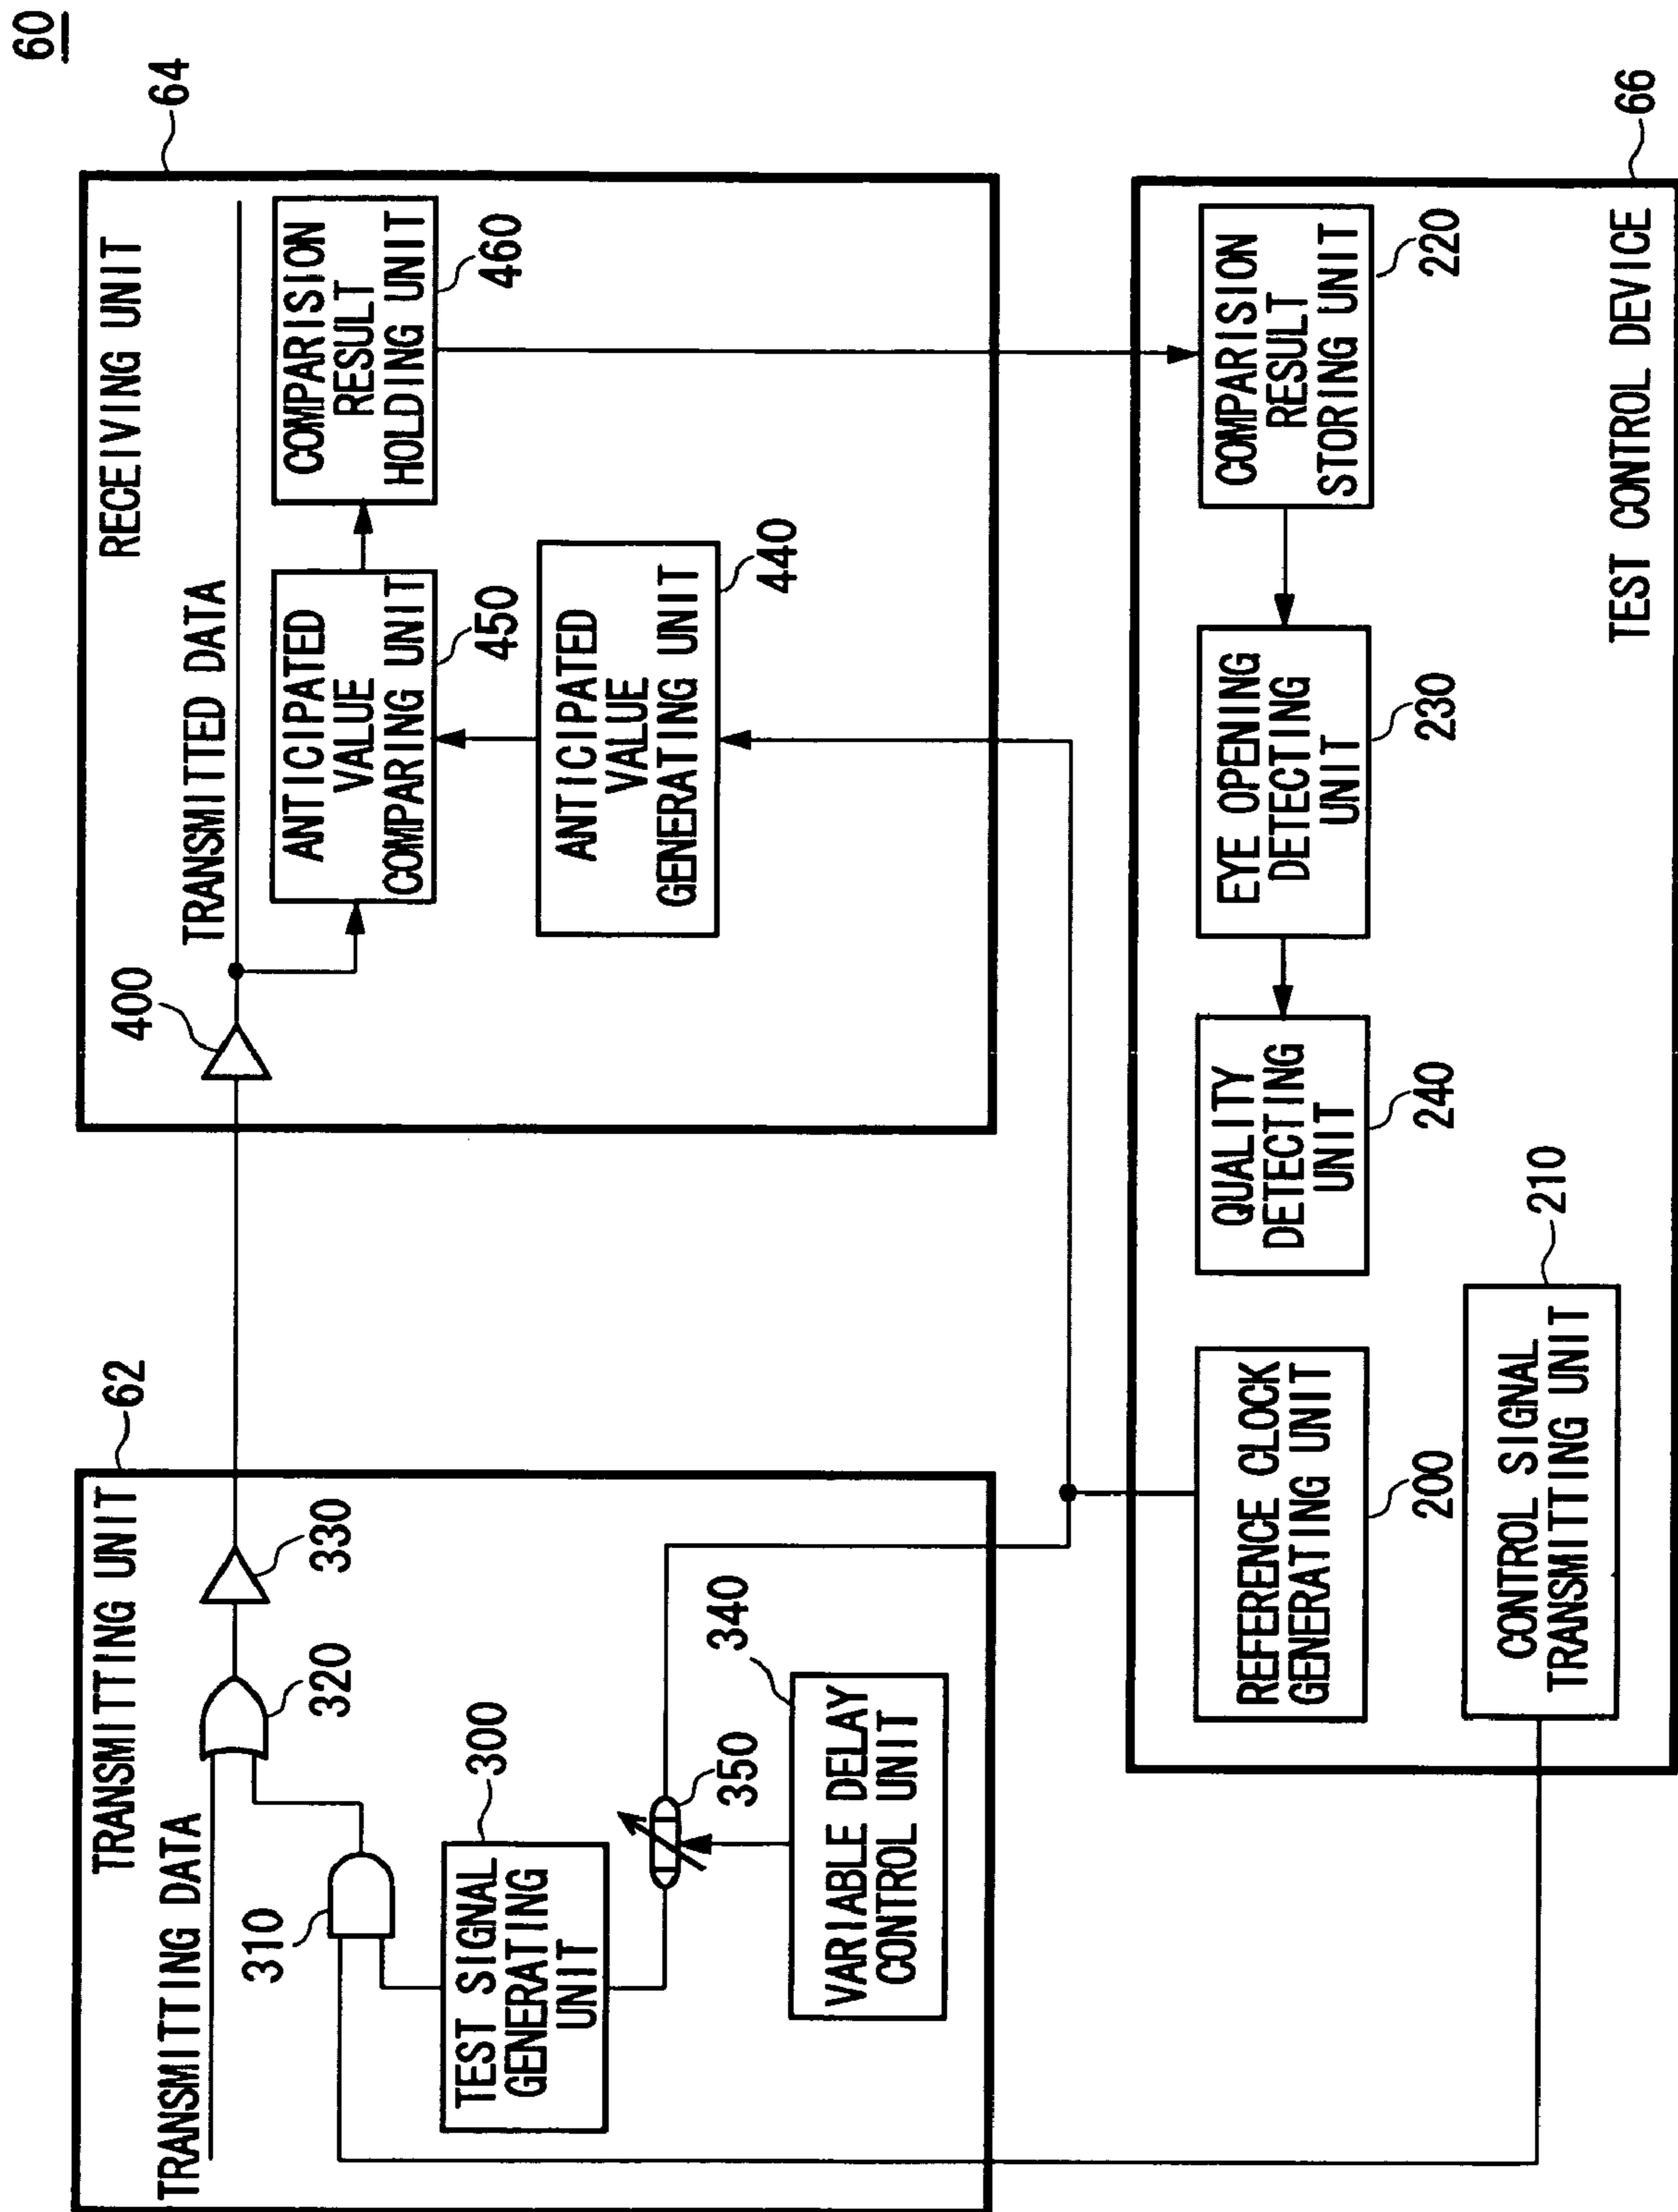 60
TRANSMITTING UNIT
62
TRANSMITTING DATA
310
320
330
TEST SIGNAL
GENERATING
UNIT
300
350
VARIABLE DELAY
CONTROL UNIT
340
RECEIVING UNIT
64
400
TRANSMITTED DATA
ANTICIPATED
VALUE
COMPARING UNIT
450
COMPARISION
RESULT
HOLDING UNIT
460
ANTICIPATED
VALUE
GENERATING UNIT
440
REFERENCE CLOCK
GENERATING UNIT
200
QUALITY
DETECTING
UNIT
240
EYE OPENING
DETECTING
UNIT
230
COMPARISION
RESULT
STORING UNIT
220
CONTROL SIGNAL
TRANSMITTING UNIT
210
TEST CONTROL DEVICE
66